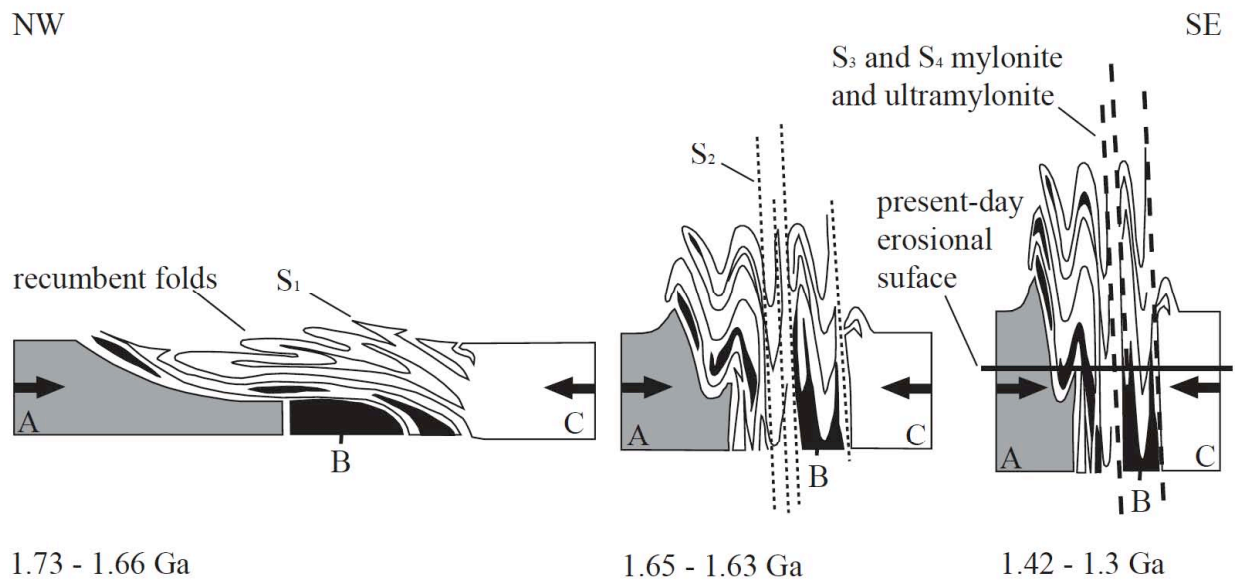 NW
SE
S₃ and S₄ mylonite
and ultramylonite
S₂
present-day
erosional
suface
recumbent folds
S₁
A
B
C
A
B
C
A
B
C
1.73 - 1.66 Ga
1.65 - 1.63 Ga
1.42 - 1.3 Ga